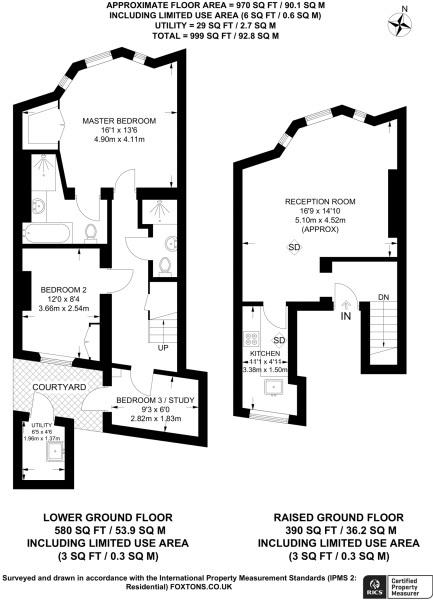 APPROXIMATE FLOOR AREA = 970 SQ FT / 90.1 SQ M
INCLUDING LIMITED USE AREA (6 SQ FT / 0.6 SQ M)
UTILITY = 29 SQ FT / 2.7 SQ M
TOTAL = 999 SQ FT / 92.8 SQ M
N
MASTER BEDROOM
16'1 x 13'6
4.90m x 4.11m
BEDROOM 2
12'0 x 8'4
3.66m x 2.54m
UP
COURTYARD
BEDROOM 3 / STUDY
9'3 x 6'0
2.82m x 1.83m
UTILITY
6'5 x 4'6
1.96m x 1.37m
RECEPTION ROOM
16'9 x 14'10
5.10m x 4.52m
(APPROX)
SD
DN
IN
SD
KITCHEN
11'1 x 4'11
3.38m x 1.50m
LOWER GROUND FLOOR
580 SQ FT / 53.9 SQ M
LUDING LIMITED USE AREA
(3 SQ FT / 0.3 SQ M)
RAISED GROUND FLOOR
390 SQ FT / 36.2 SQ M
INCLUDING LIMITED USE AREA
(3 SQ FT / 0.3 SQ M)
Surveyed and drawn in accordance with the International Property Measurement Standards (IPMS 2:
Residential) FOXTONS.CO.UK
RICS
Certified
Property
Measurer